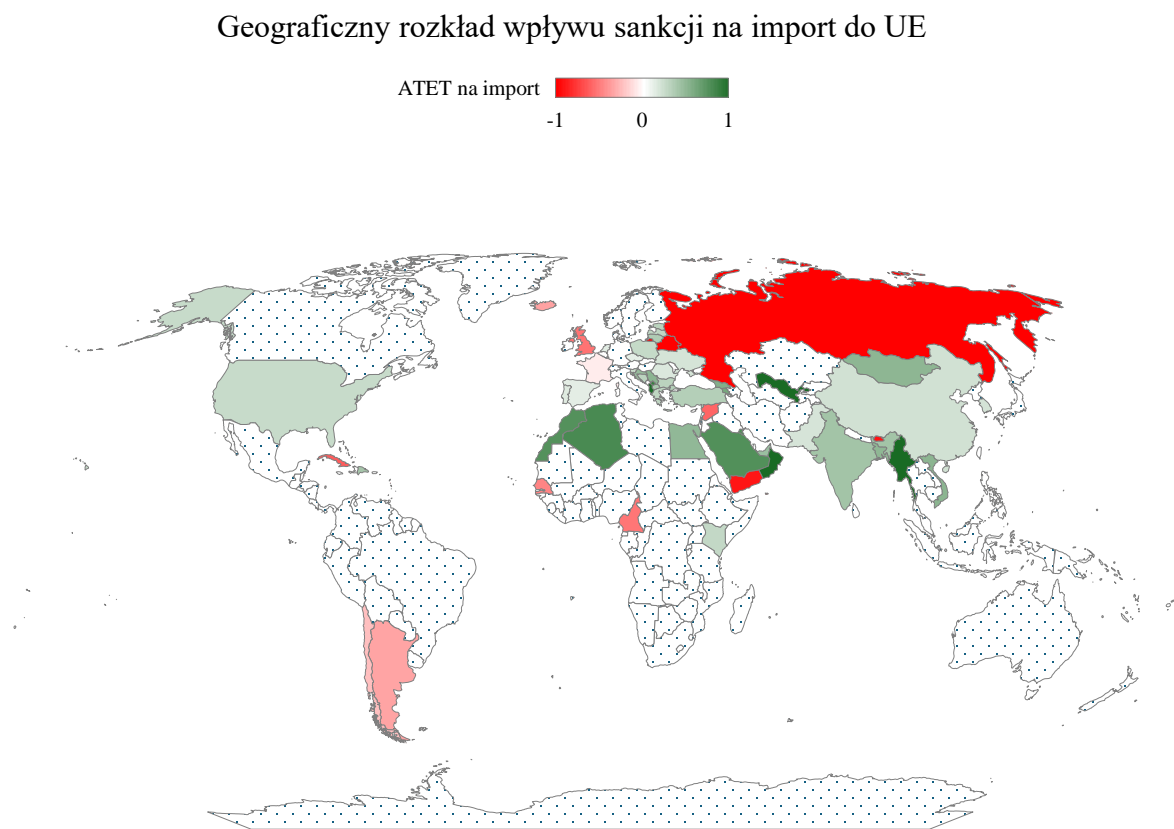 Geograficzny rozkład wpływu sankcji na import do UE
ATET na import
-1 0 1